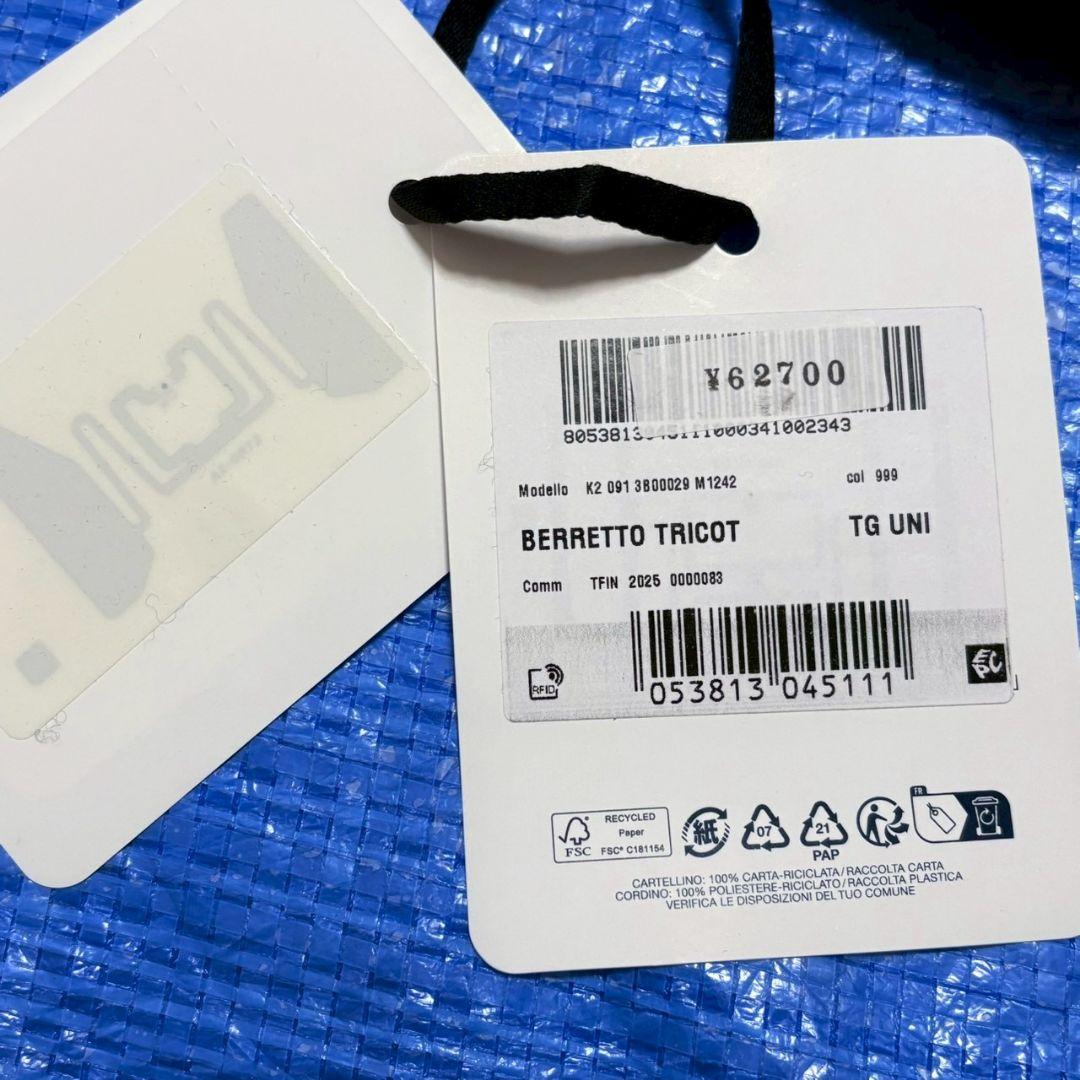 ¥62700
Modello K2 091 3B00029 M1242 col 999
BERRETTO TRICOT TG UNI
Comm TFIN 2025 0000083
RFID
053813 045111
EPC
FSC
RECYCLED
Paper
FSC® C181154
紙
07
21
PAP
FR
CARTELLINO: 100% CARTA-RICICLATA/RACCOLTA CARTA
CORDINO: 100% POLIESTERE-RICICLATO/RACCOLTA PLASTICA
VERIFICA LE DISPOSIZIONI DEL TUO COMUNE